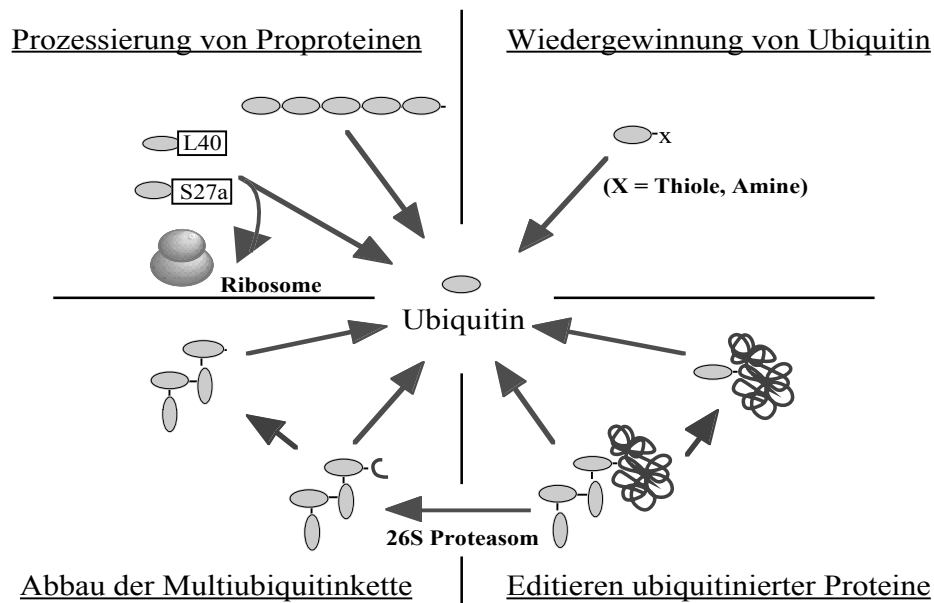 Prozessierung von Proproteinen
Wiedergewinnung von Ubiquitin
L40
S27a
Ribosome
x
(X = Thiole, Amine)
Ubiquitin
26S Proteasom
Abbau der Multiubiquitinkette
Editieren ubiquitinierter Proteine